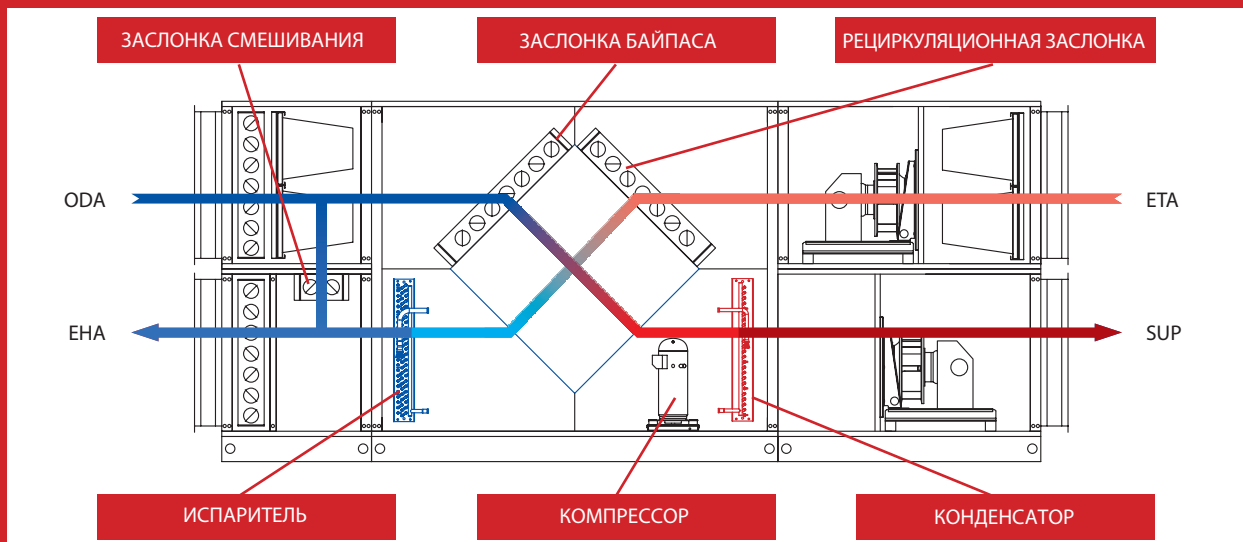 ЗАСЛОНКА СМЕШИВАНИЯ
ЗАСЛОНКА БАЙПАСА
РЕЦИРКУЛЯЦИОННАЯ ЗАСЛОНКА
ODA
ETA
EHA
SUP
ИСПАРИТЕЛЬ
КОМПРЕССОР
КОНДЕНСАТОР